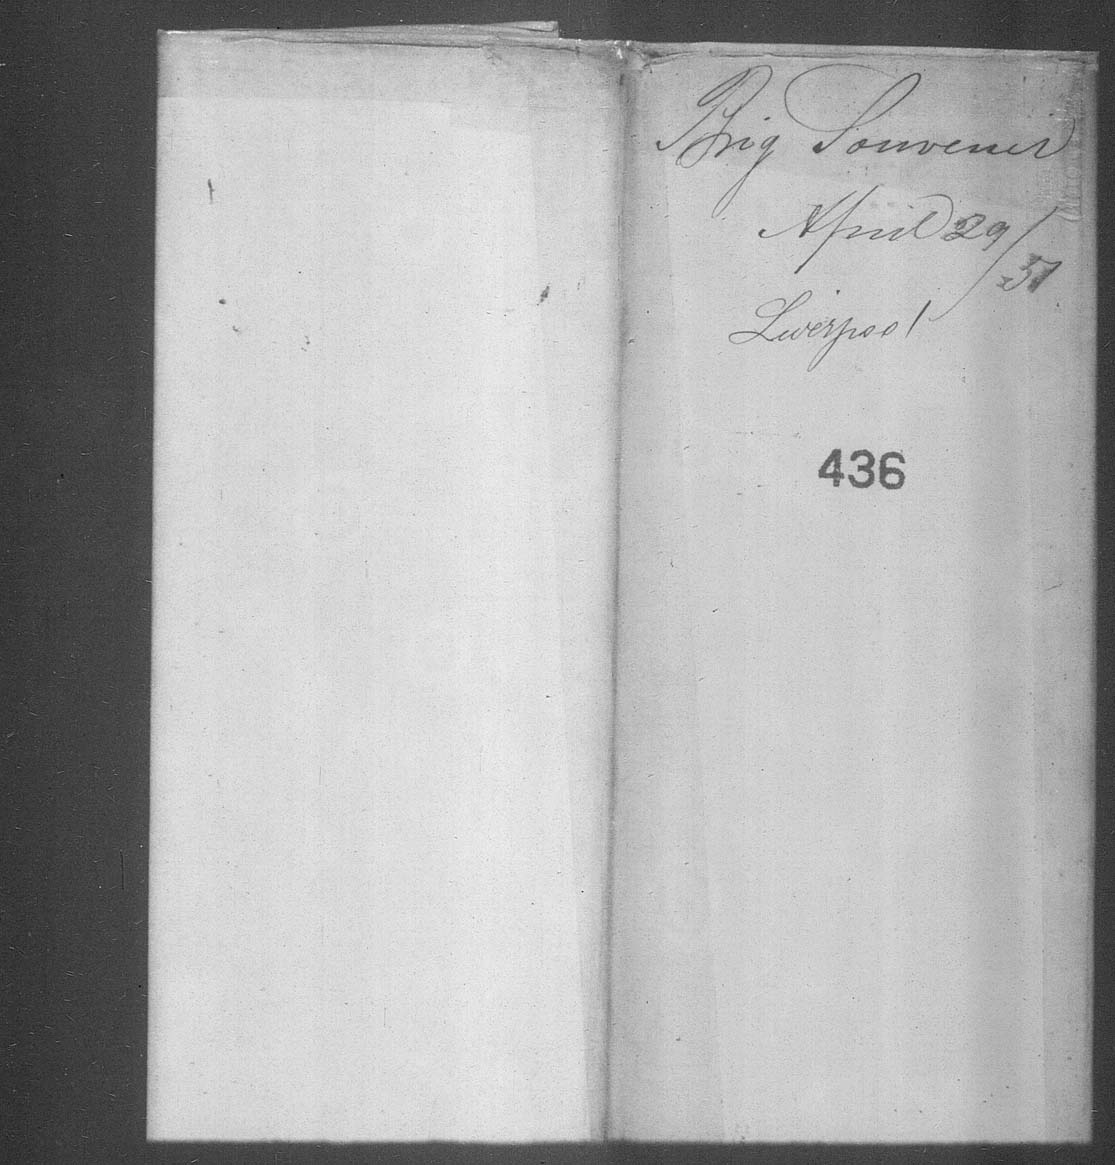 Brig Souvenir
April 29/51
Liverpool
436